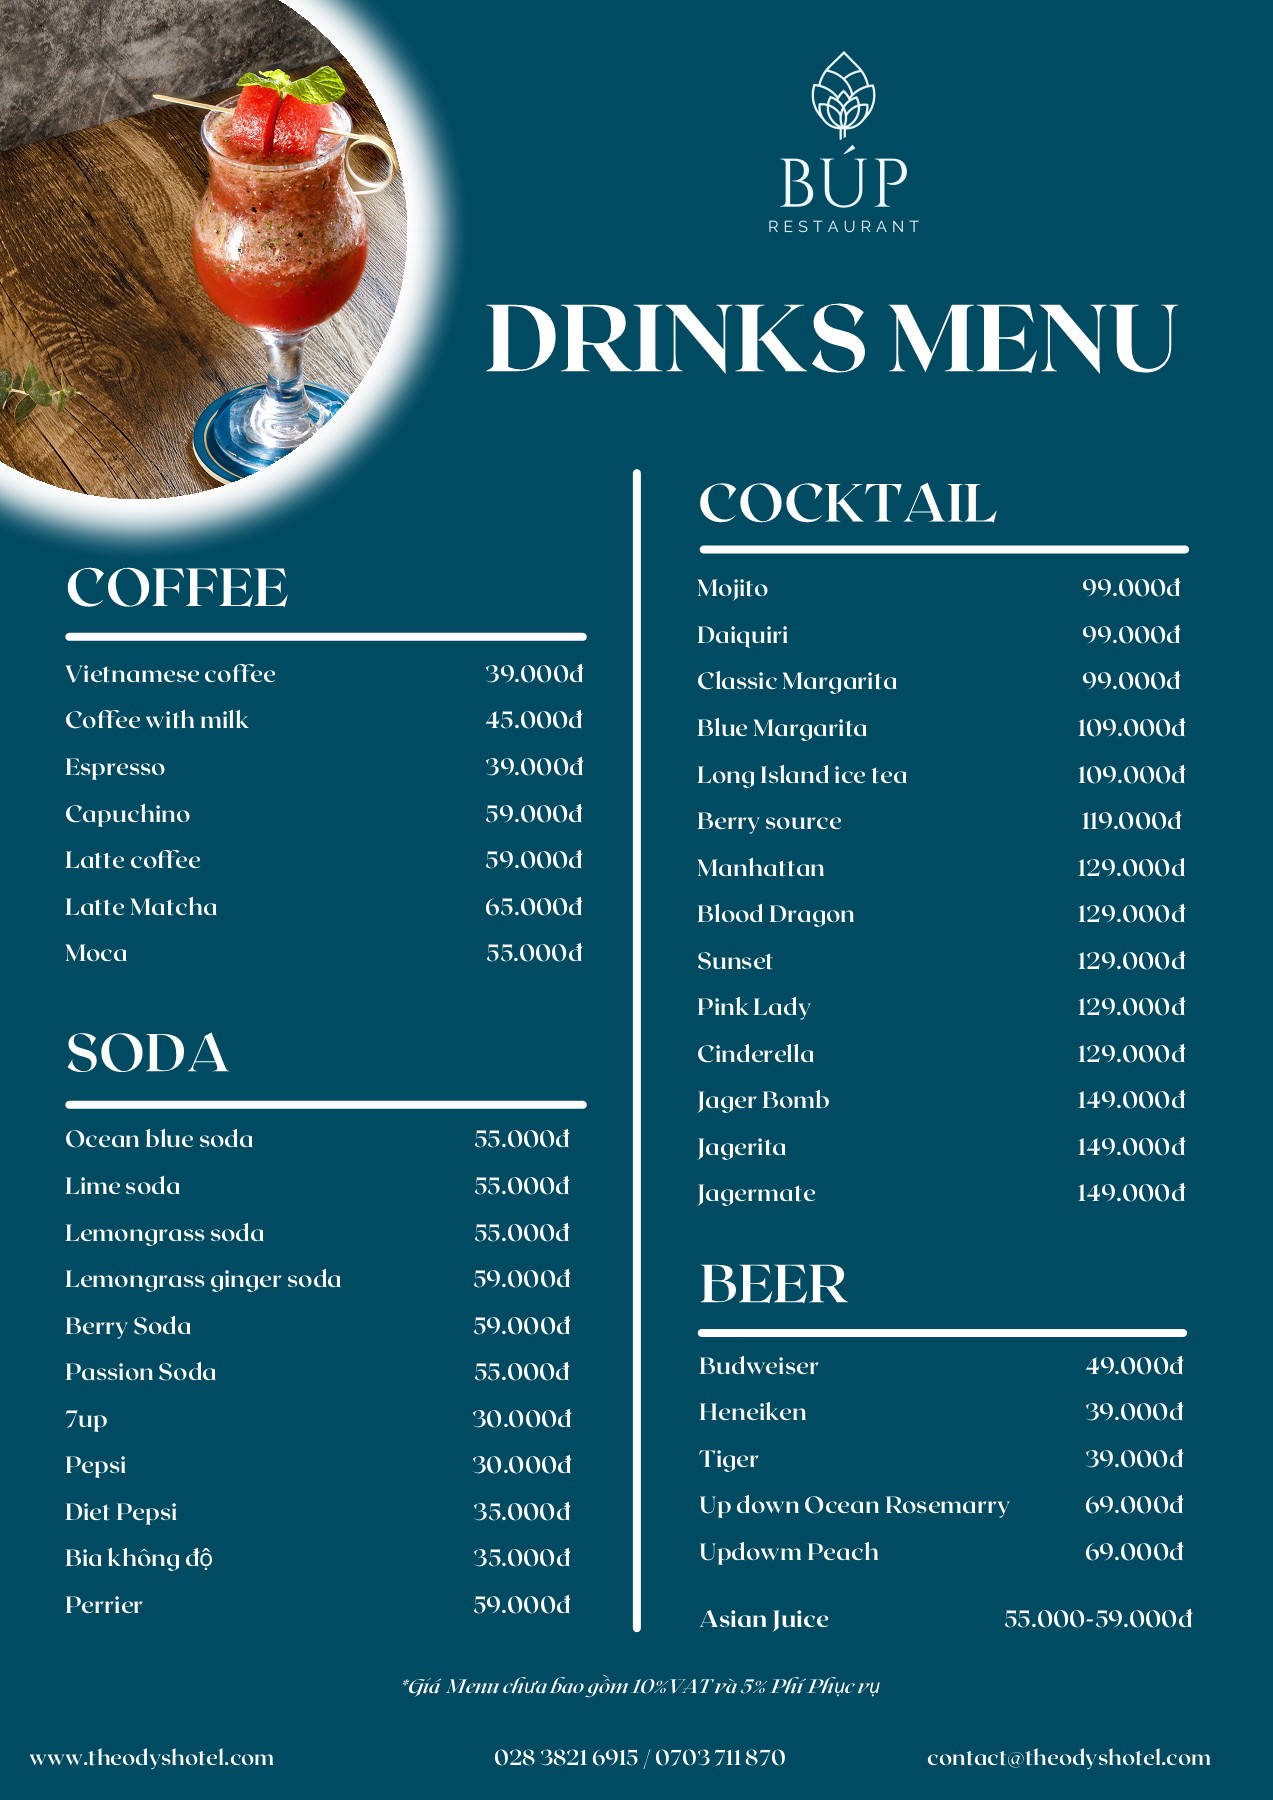 BÚP
RESTAURANT
DRINKS MENU
COFFEE
Vietnamese coffee 39.000đ
Coffee with milk 45.000đ
Espresso 39.000đ
Capuchino 59.000đ
Latte coffee 59.000đ
Latte Matcha 65.000đ
Moca 55.000đ
SODA
Ocean blue soda 55.000đ
Lime soda 55.000đ
Lemongrass soda 55.000đ
Lemongrass ginger soda 59.000đ
Berry Soda 59.000đ
Passion Soda 55.000đ
7up 30.000đ
Pepsi 30.000đ
Diet Pepsi 35.000đ
Bia không độ 35.000đ
Perrier 59.000đ
COCKTAIL
Mojito 99.000đ
Daiquiri 99.000đ
Classic Margarita 99.000đ
Blue Margarita 109.000đ
Long Island ice tea 109.000đ
Berry source 119.000đ
Manhattan 129.000đ
Blood Dragon 129.000đ
Sunset 129.000đ
Pink Lady 129.000đ
Cinderella 129.000đ
Jager Bomb 149.000đ
Jagerita 149.000đ
Jagermate 149.000đ
BEER
Budweiser 49.000đ
Heneiken 39.000đ
Tiger 39.000đ
Up down Ocean Rosemarry 69.000đ
Updowm Peach 69.000đ
Asian Juice 55.000-59.000đ
*Giá Menu chưa bao gồm 10%VAT và 5% Phí Phục vụ
www.theodyshotel.com
028 3821 6915 / 0703 711 870
contact@theodyshotel.com